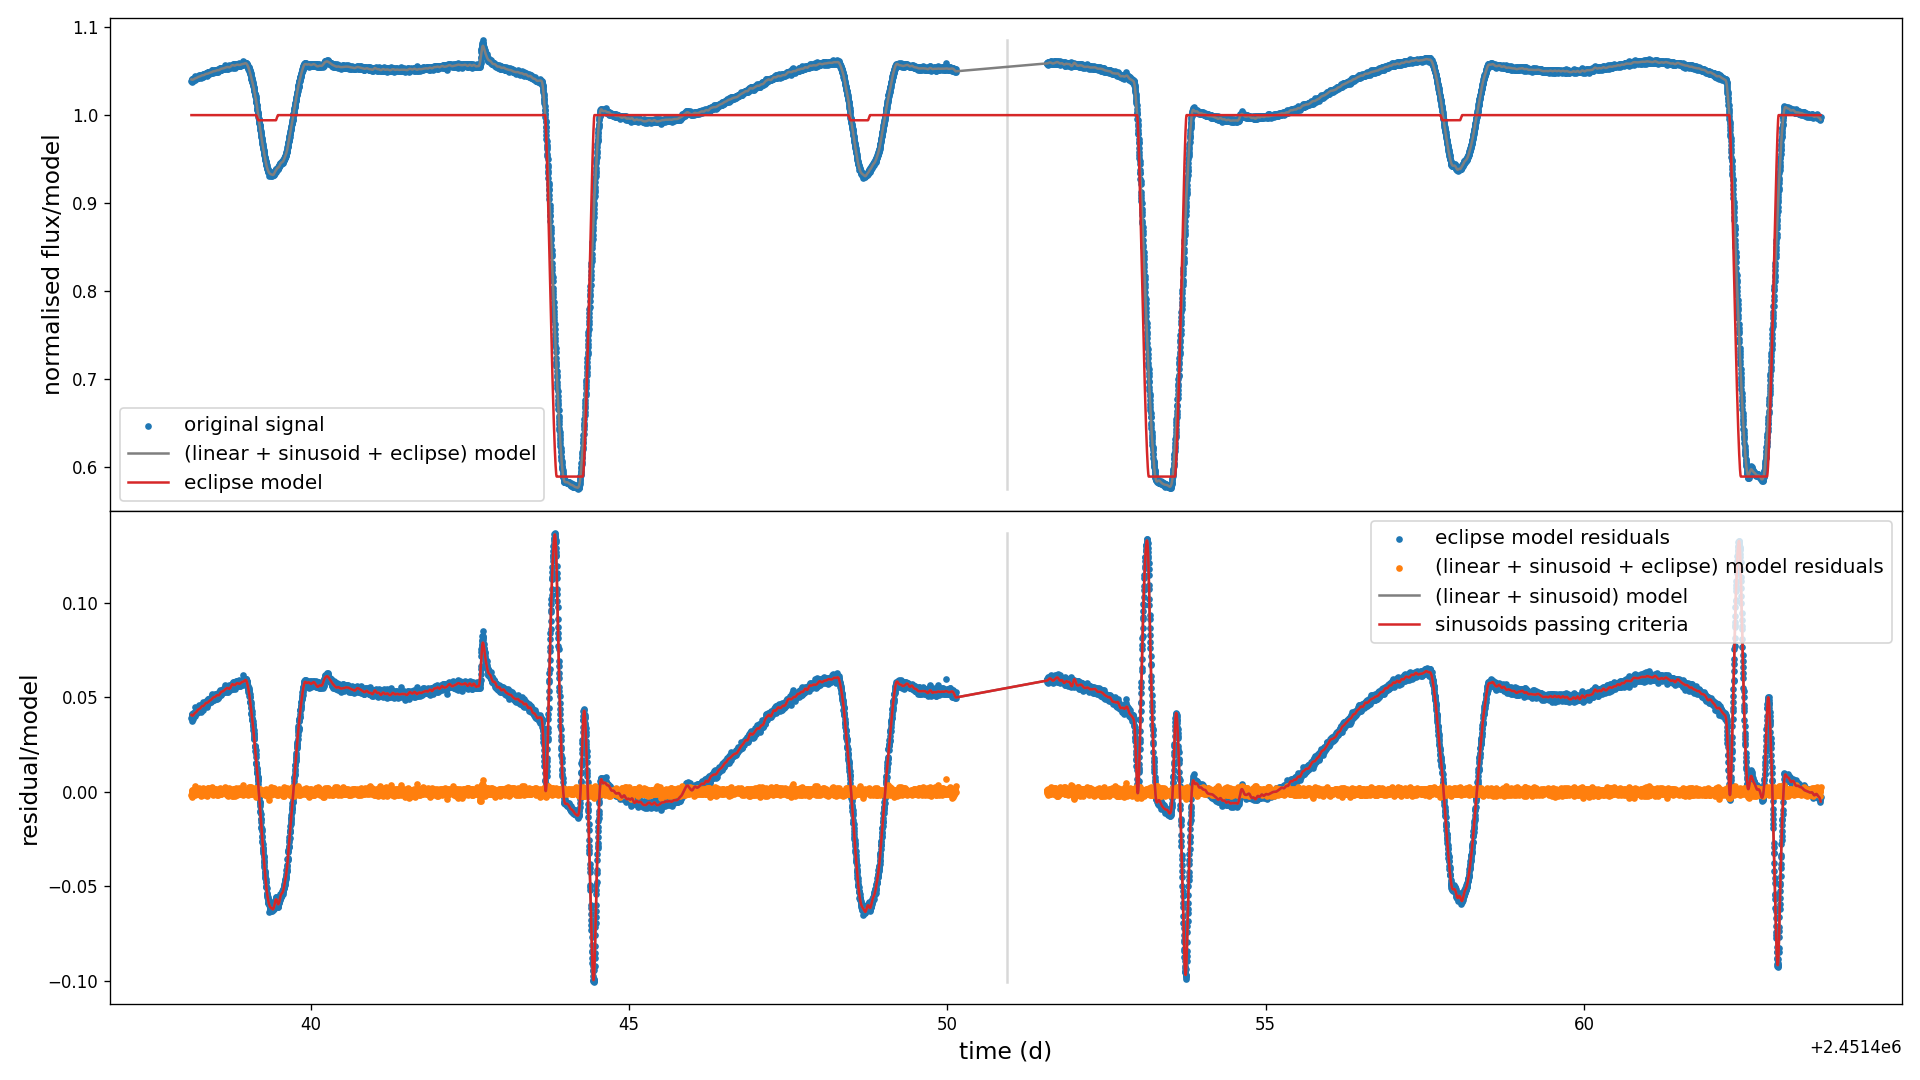 1.1
1.0
0.9
0.8
0.7
0.6
normalised flux/model
original signal
(linear + sinusoid + eclipse) model
eclipse model
0.10
0.05
0.00
−0.05
−0.10
residual/model
eclipse model residuals
(linear + sinusoid + eclipse) model residuals
(linear + sinusoid) model
sinusoids passing criteria
40
45
50
55
60
time (d)
+2.4514e6